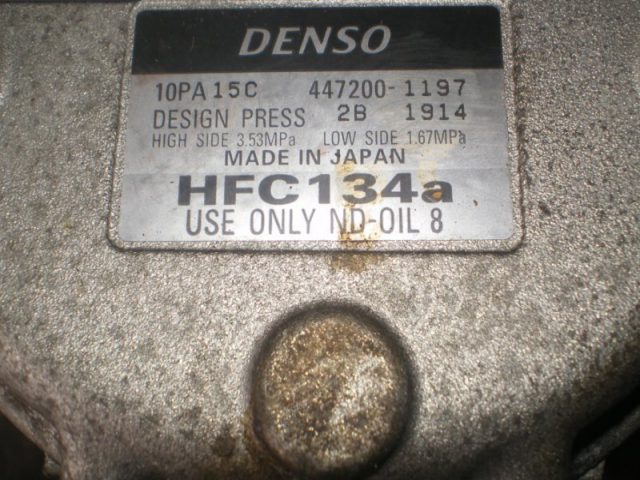 DENSO
10PA15C 447200-1197
DESIGN PRESS 2B 1914
HIGH SIDE 3.53MPa LOW SIDE 1.67MPa
MADE IN JAPAN
HFC134a
USE ONLY ND-OIL 8